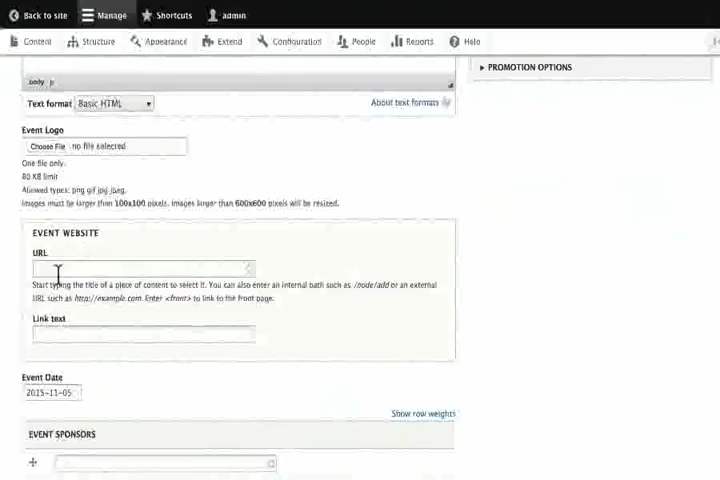 Back to site Manage Shortcuts admin
Content Structure Appearance Extend Configuration People Reports Help
PROMOTION OPTIONS
body p
Text format Basic HTML About text formats
Event Logo
Choose File no file selected
One file only.
80 KB limit
Allowed types: png gif jpg jpeg.
Images must be larger than 100x100 pixels. Images larger than 600x600 pixels will be resized.
EVENT WEBSITE
URL
Start typing the title of a piece of content to select it. You can also enter an internal path such as /node/add or an external
URL such as http://example.com. Enter <front> to link to the front page.
Link text
Event Date
2015-11-05
Show row weights
EVENT SPONSORS